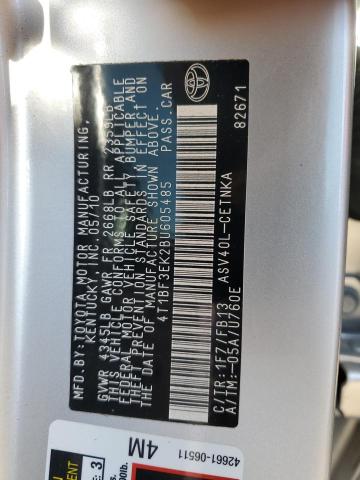 MFD.BY:TOYOTA MOTOR MANUFACTURING,
KENTUCKY, INC. 05/10
GVWR 4345LB GAWR FR 2668LB RR 2359LB
THIS VEHICLE CONFORMS TO ALL APPLICABLE
FEDERAL MOTOR VEHICLE SAFETY, BUMPER AND
THEFT PREVENTION STANDARDS IN EFFECT ON
THE DATE OF MANUFACTURE SHOWN ABOVE.
4T1BF3EK2BU605485 PASS.CAR
C/TR:1F7/FB13 ASV40L-CETNKA
A/TM:-05A/U760E
82671
42661-06511
4M